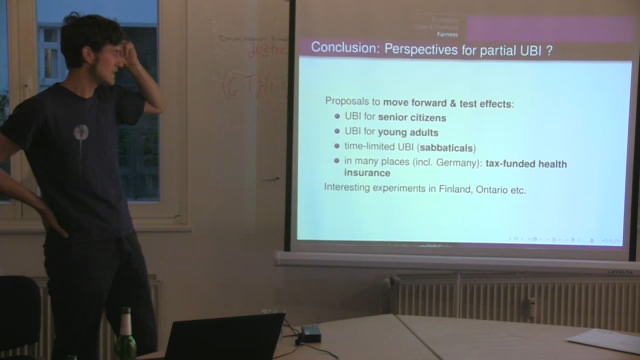 Fairness
Conclusion: Perspectives for partial UBI ?
Proposals to move forward & test effects:
UBI for senior citizens
UBI for young adults
time-limited UBI (sabbaticals)
in many places (incl. Germany): tax-funded health
insurance
Interesting experiments in Finland, Ontario etc.